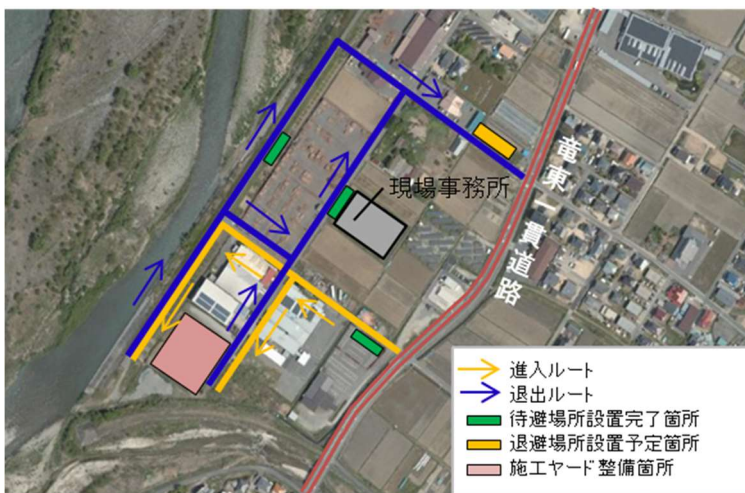 現場事務所
竜東一貫道路
進入ルート
退出ルート
待避場所設置完了箇所
退避場所設置予定箇所
施工ヤード整備箇所